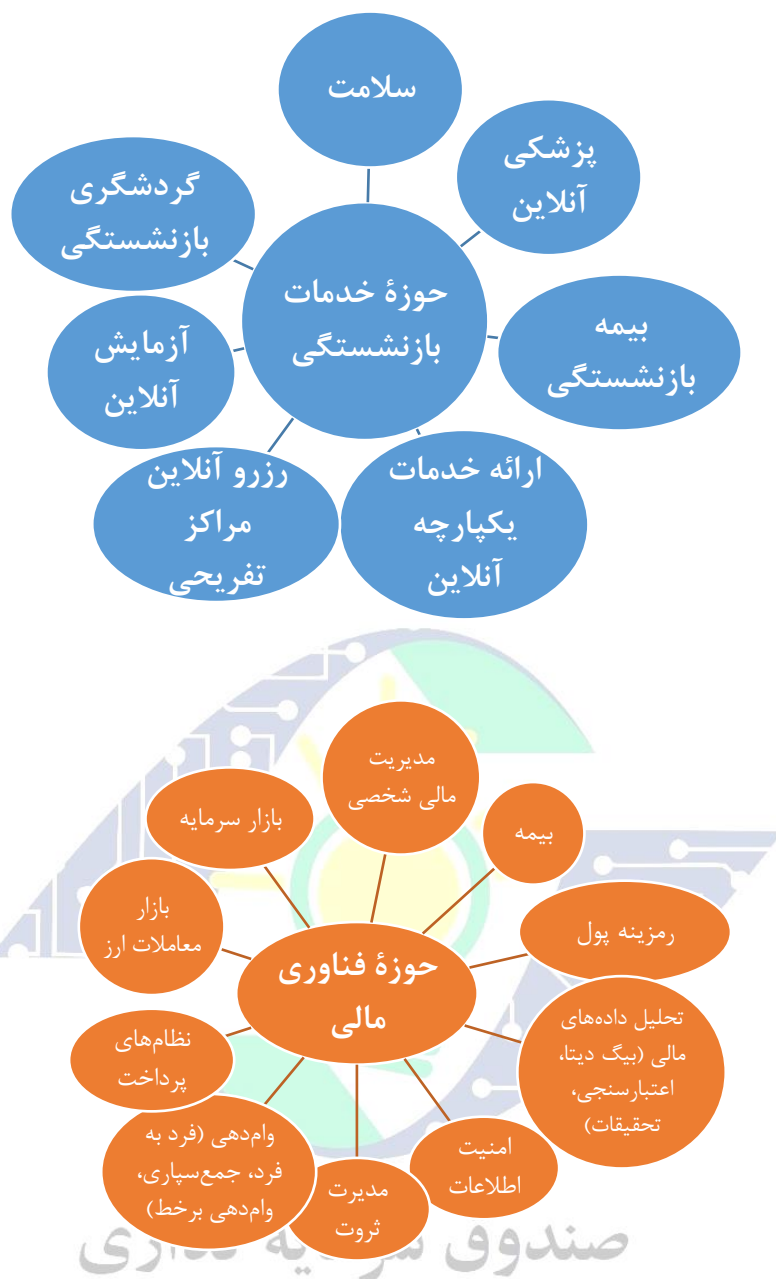 سلامت
پزشکی
آنلاین
گردشگری
بازنشستگی
حوزهٔ خدمات
بازنشستگی
بیمه
بازنشستگی
آزمایش
آنلاین
رزرو آنلاین
مراکز
تفریحی
ارائه خدمات
یکپارچه
آنلاین
مدیریت
مالی شخصی
بازار سرمایه
بیمه
بازار
معاملات ارز
رمزینه پول
حوزهٔ فناوری
مالی
تحلیل داده‌های
مالی (بیگ دیتا،
اعتبارسنجی،
تحقیقات)
نظام‌های
پرداخت
وام‌دهی (فرد به
فرد، جمع‌سپاری،
وام‌دهی برخط)
مدیرت
ثروت
امنیت
اطلاعات
صندوق